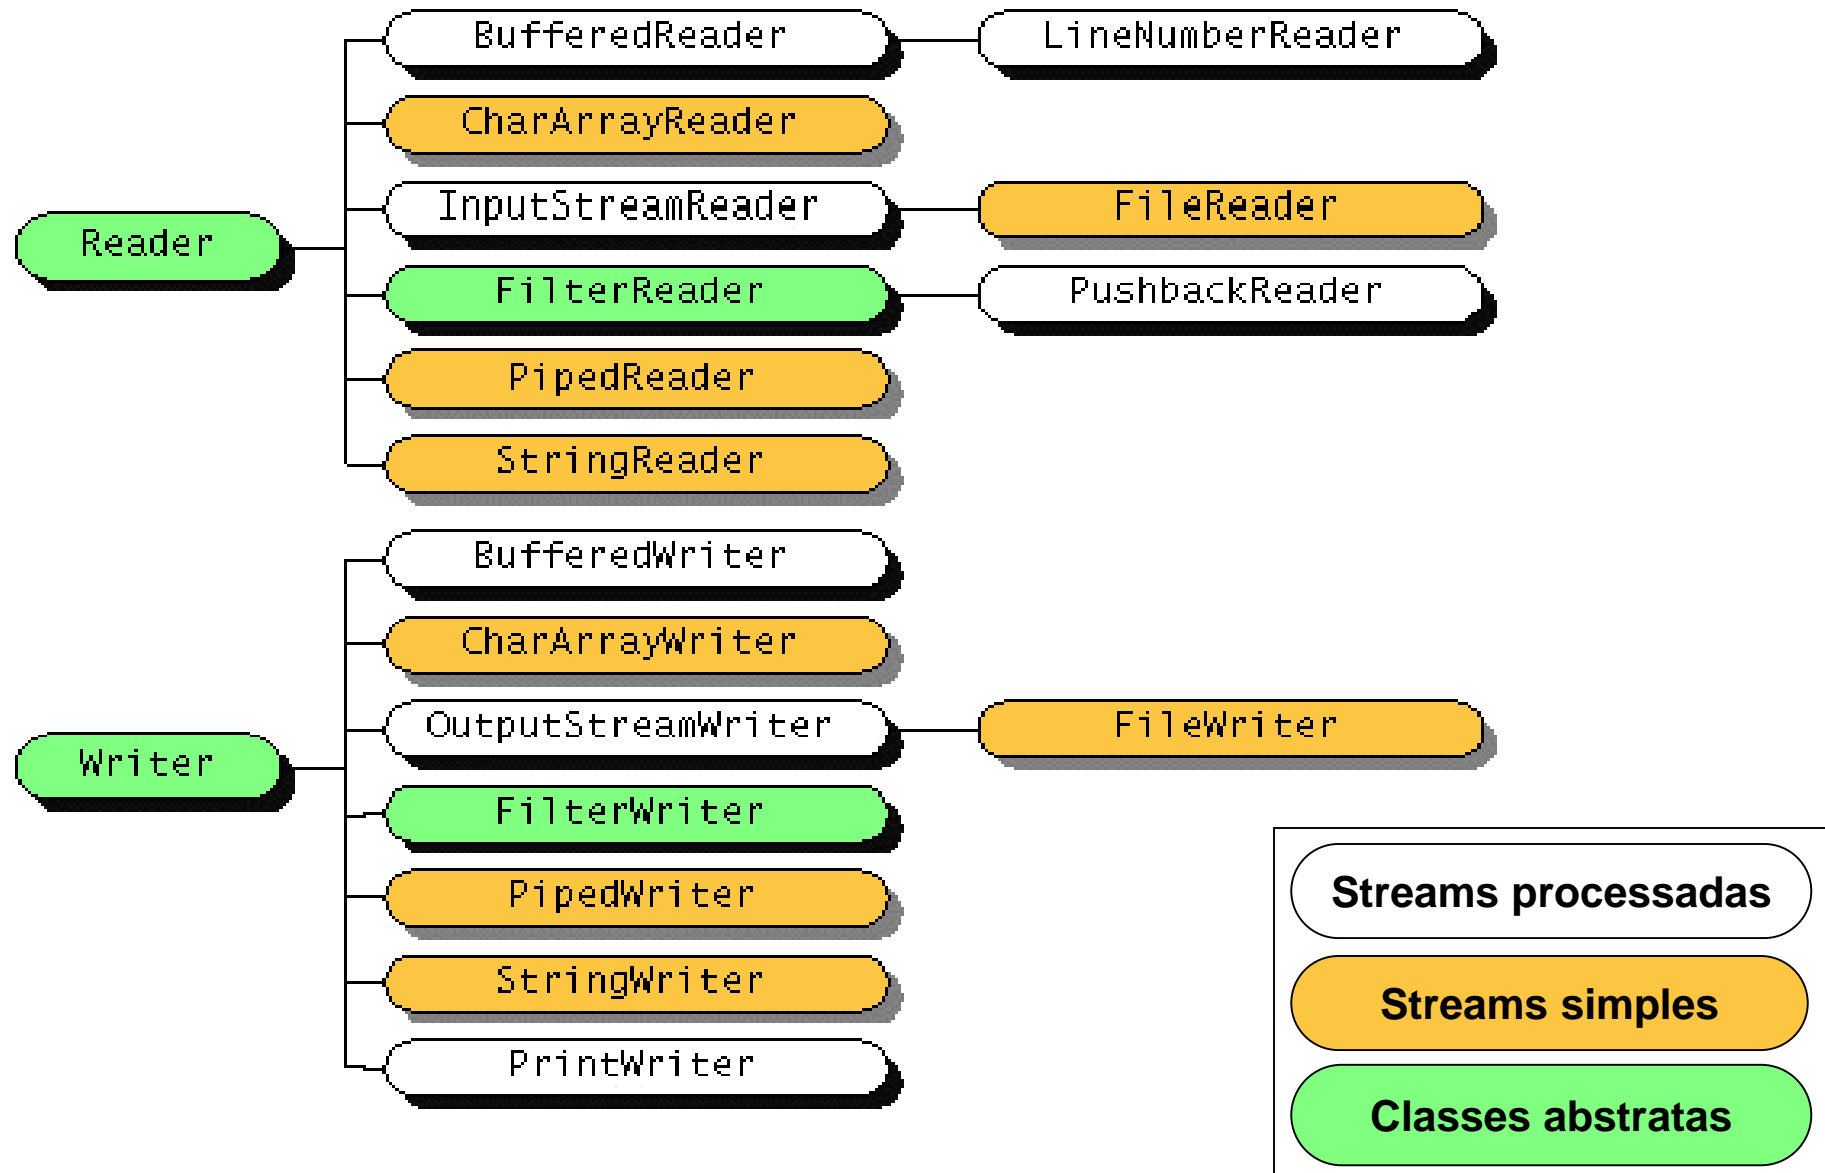 BufferedReader LineNumberReader
CharArrayReader
InputStreamReader FileReader
Reader
FilterReader PushbackReader
PipedReader
StringReader
BufferedWriter
CharArrayWriter
OutputStreamWriter FileWriter
Writer
FilterWriter
PipedWriter
StringWriter
PrintWriter
Streams processadas
Streams simples
Classes abstratas